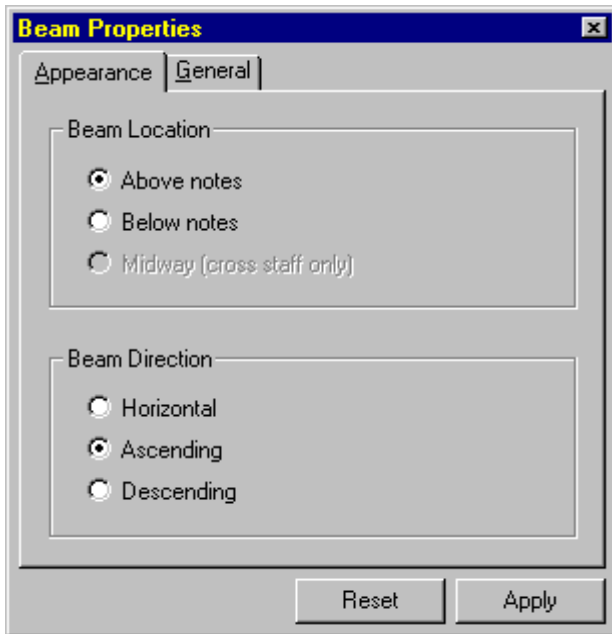 Beam Properties
Appearance General
Beam Location
Above notes
Below notes
Midway (cross staff only)
Beam Direction
Horizontal
Ascending
Descending
Reset Apply